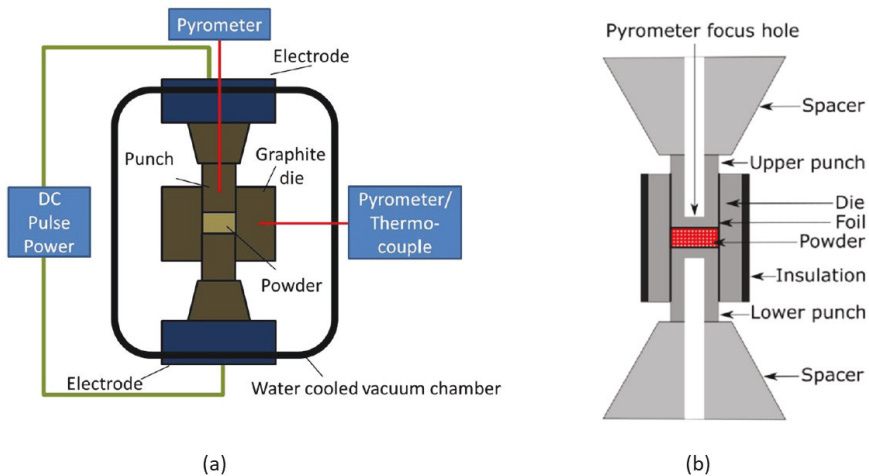 Pyrometer
Electrode
Punch
Graphite
die
DC
Pulse
Power
Pyrometer/
Thermo-
couple
Powder
Electrode
Water cooled vacuum chamber
(a)
Pyrometer focus hole
Spacer
Upper punch
Die
Foil
Powder
Insulation
Lower punch
Spacer
(b)